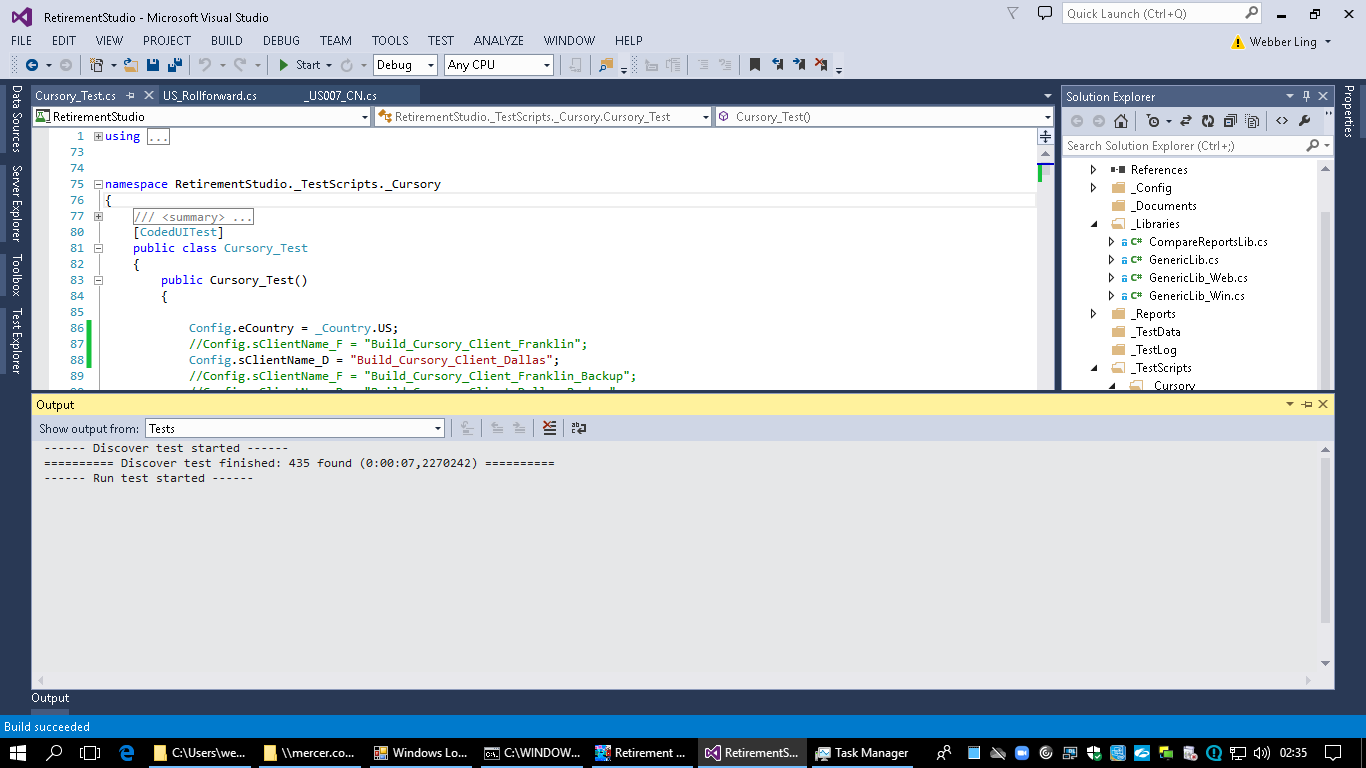 RetirementStudio - Microsoft Visual Studio
Quick Launch (Ctrl+Q)
FILE EDIT VIEW PROJECT BUILD DEBUG TEAM TOOLS TEST ANALYZE WINDOW HELP
Webber Ling
Start Debug Any CPU
Data Sources
Server Explorer
Toolbox
Test Explorer
Cursory_Test.cs US_Rollforward.cs _US007_CN.cs
RetirementStudio RetirementStudio._TestScripts._Cursory.Cursory_Test Cursory_Test()
1 using ...
73
74
75 namespace RetirementStudio._TestScripts._Cursory
76 {
77 /// <summary> ...
80 [CodedUITest]
81 public class Cursory_Test
82 {
83 public Cursory_Test()
84 {
85
86 Config.eCountry = _Country.US;
87 //Config.sClientName_F = "Build_Cursory_Client_Franklin";
88 Config.sClientName_D = "Build_Cursory_Client_Dallas";
89 //Config.sClientName_F = "Build_Cursory_Client_Franklin_Backup";
Solution Explorer
Search Solution Explorer (Ctrl+;)
References
_Config
_Documents
_Libraries
CompareReportsLib.cs
GenericLib.cs
GenericLib_Web.cs
GenericLib_Win.cs
_Reports
_TestData
_TestLog
_TestScripts
_Cursory
Properties
Output
Show output from: Tests
------ Discover test started ------
========== Discover test finished: 435 found (0:00:07,2270242) ==========
------ Run test started ------
Output
Build succeeded
C:\Users\we... \\mercer.co... Windows Lo... C:\WINDOW... Retirement ... RetirementS... Task Manager 02:35